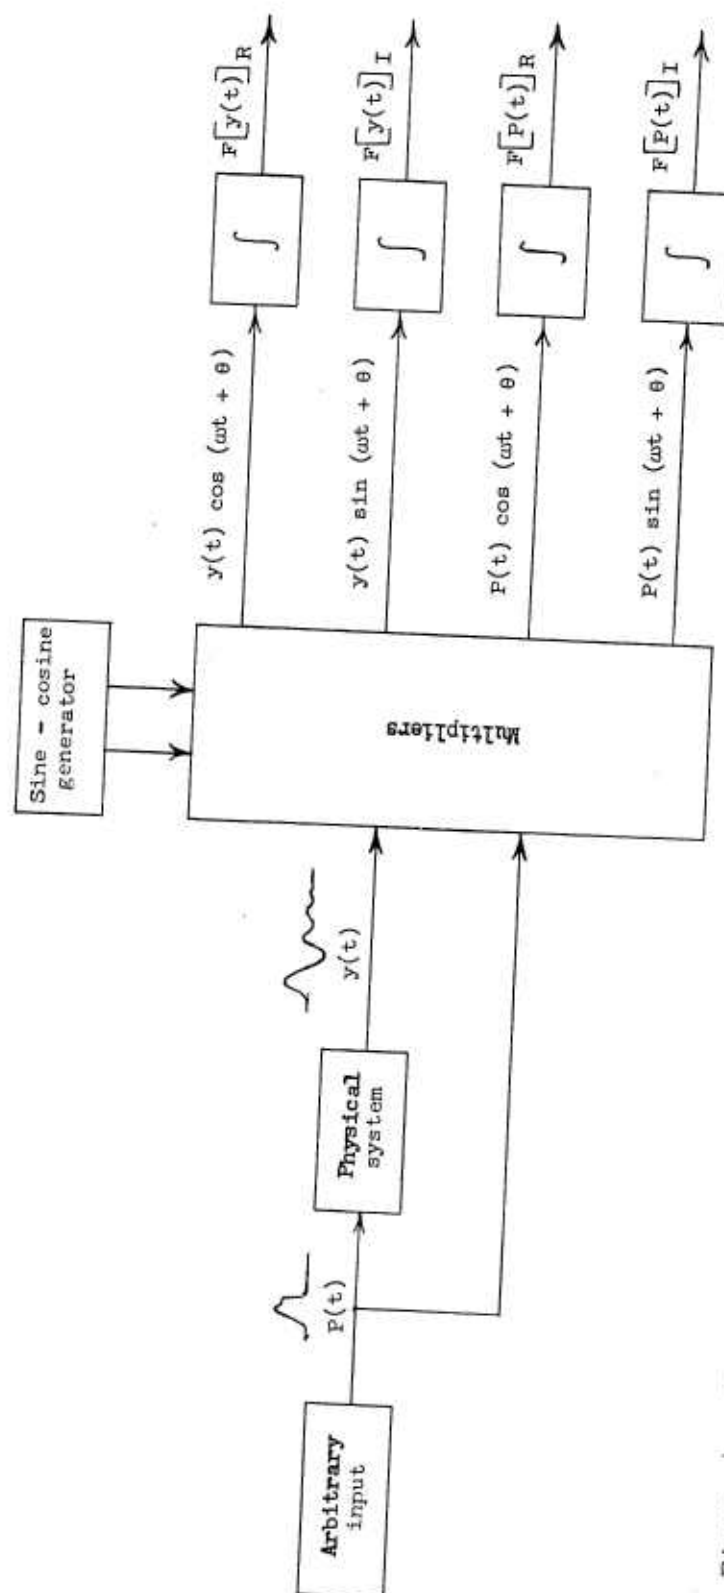 Sine - cosine
generator
Arbitrary
input
P(t)
Physical
system
y(t)
Multipliers
y(t) cos (ωt + θ)
∫
F[y(t)]R
y(t) sin (ωt + θ)
∫
F[y(t)]I
P(t) cos (ωt + θ)
∫
F[P(t)]R
P(t) sin (ωt + θ)
∫
F[P(t)]I